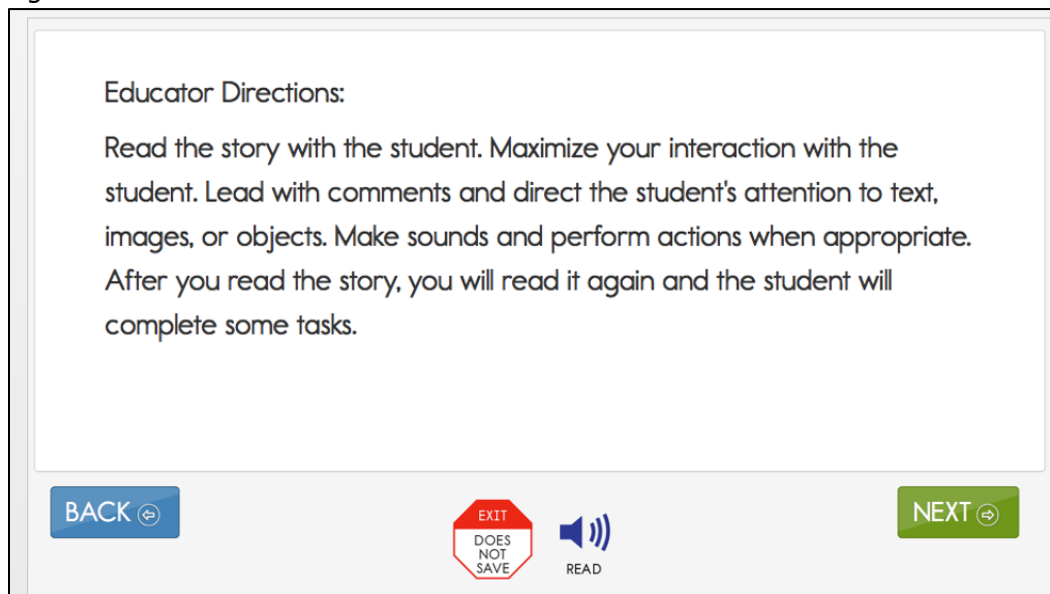 Educator Directions:
Read the story with the student. Maximize your interaction with the
student. Lead with comments and direct the student's attention to text,
images, or objects. Make sounds and perform actions when appropriate.
After you read the story, you will read it again and the student will
complete some tasks.
BACK
EXIT
DOES
NOT
SAVE
READ
NEXT